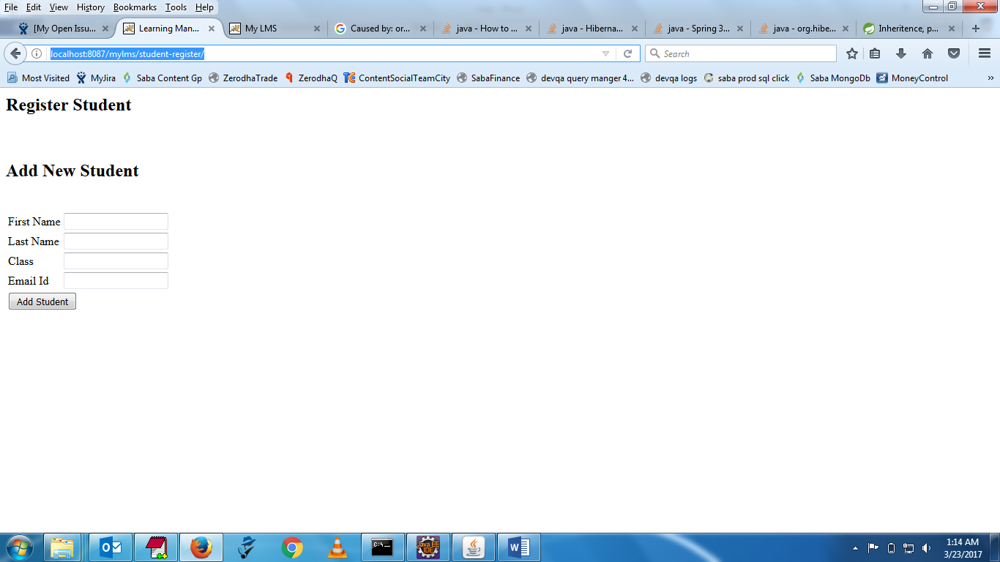 File Edit View History Bookmarks Tools Help
[My Open Issu... Learning Man... My LMS Caused by: or... java - How to ... java - Hiberna... java - Spring 3... java - org.hibe... Inheritence, p...
localhost:8087/mylms/student-register/ Search
Most Visited MyJira Saba Content Gp ZerodhaTrade ZerodhaQ ContentSocialTeamCity SabaFinance devqa query manger 4... devqa logs saba prod sql click Saba MongoDb MoneyControl
Register Student
Add New Student
First Name
Last Name
Class
Email Id
Add Student
1:14 AM
3/23/2017